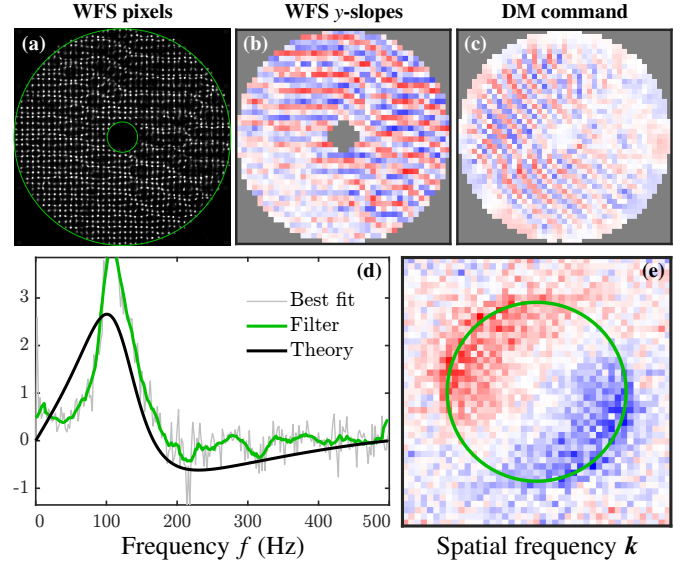 WFS pixels WFS y-slopes DM command
(a) (b) (c)
(d) (e)
3
2
1
0
-1
Best fit
Filter
Theory
0 100 200 300 400 500
Frequency f (Hz) Spatial frequency k